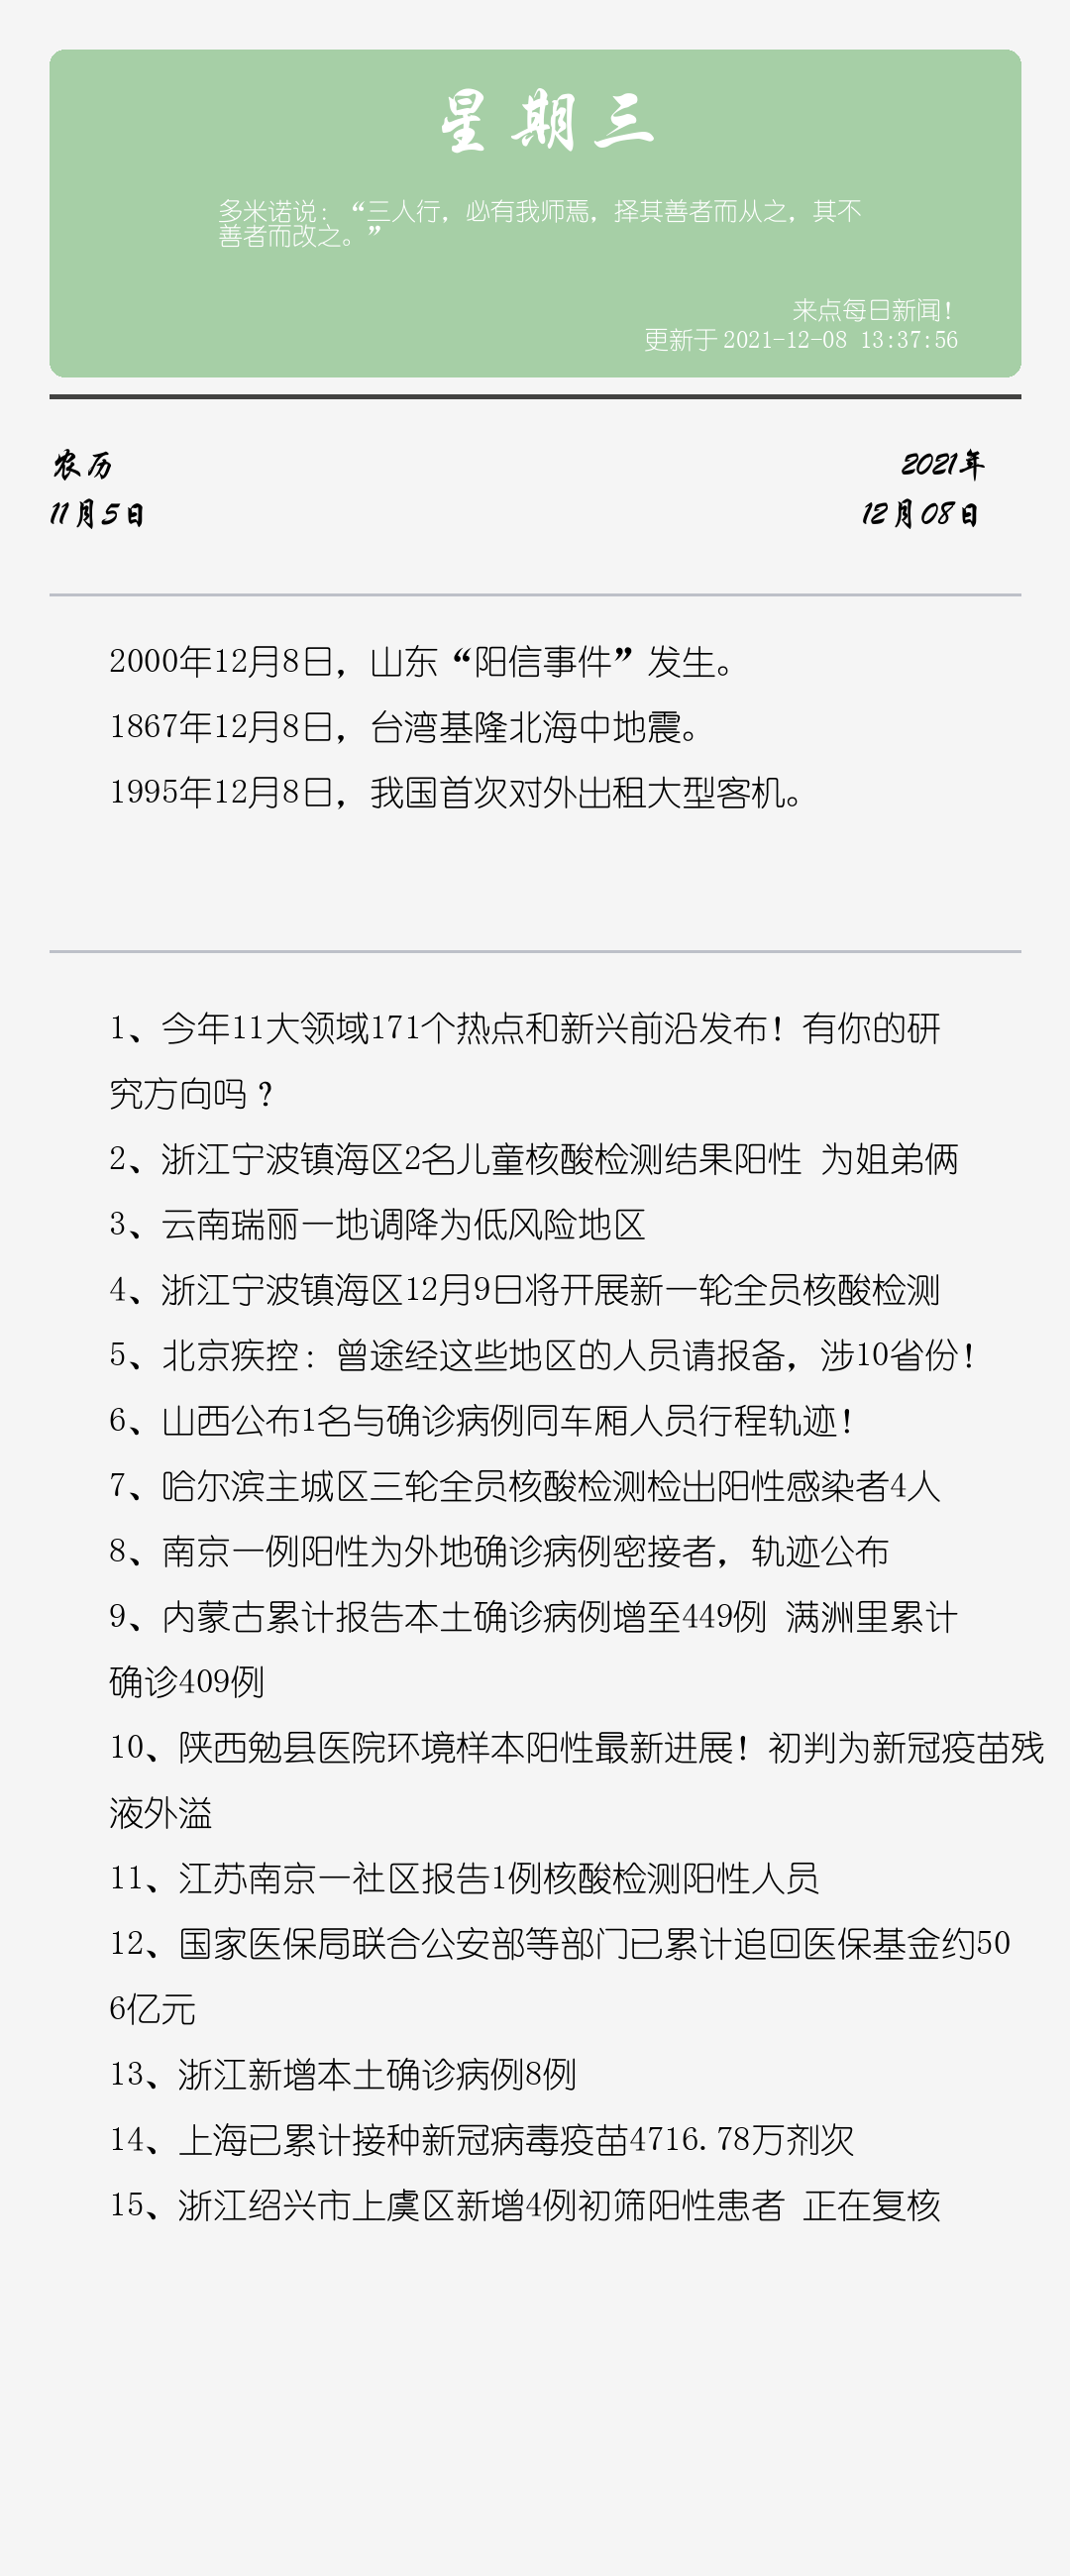 星期三
多米诺说：“三人行，必有我师焉，择其善者而从之，其不
善者而改之。”
来点每日新闻！
更新于2021-12-08 13:37:56
农历
2021年
11月5日
12月08日
2000年12月8日，山东“阳信事件”发生。
1867年12月8日，台湾基隆北海中地震。
1995年12月8日，我国首次对外出租大型客机。
1、今年11大领域171个热点和新兴前沿发布！有你的研
究方向吗？
2、浙江宁波镇海区2名儿童核酸检测结果阳性 为姐弟俩
3、云南瑞丽一地调降为低风险地区
4、浙江宁波镇海区12月9日将开展新一轮全员核酸检测
5、北京疾控：曾途经这些地区的人员请报备，涉10省份！
6、山西公布1名与确诊病例同车厢人员行程轨迹！
7、哈尔滨主城区三轮全员核酸检测检出阳性感染者4人
8、南京一例阳性为外地确诊病例密接者，轨迹公布
9、内蒙古累计报告本土确诊病例增至449例 满洲里累计
确诊409例
10、陕西勉县医院环境样本阳性最新进展！初判为新冠疫苗残
液外溢
11、江苏南京一社区报告1例核酸检测阳性人员
12、国家医保局联合公安部等部门已累计追回医保基金约50
6亿元
13、浙江新增本土确诊病例8例
14、上海已累计接种新冠病毒疫苗4716.78万剂次
15、浙江绍兴市上虞区新增4例初筛阳性患者 正在复核